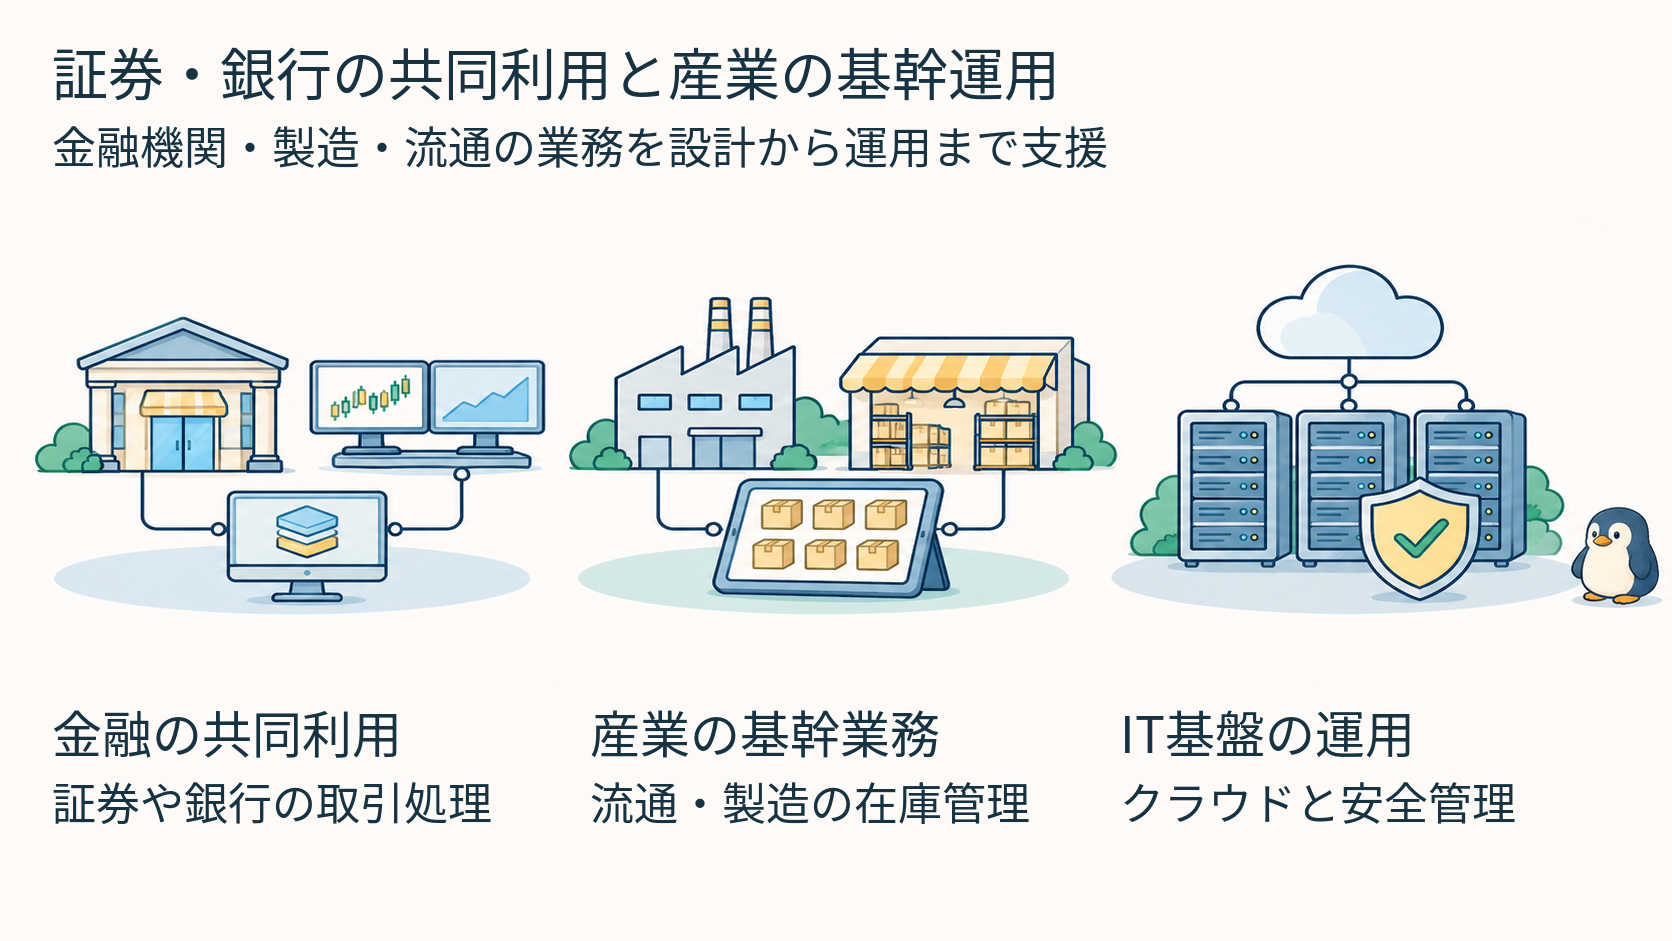 証券・銀行の共同利用と産業の基幹運用
金融機関・製造・流通の業務を設計から運用まで支援
金融の共同利用
証券や銀行の取引処理
産業の基幹業務
流通・製造の在庫管理
IT基盤の運用
クラウドと安全管理